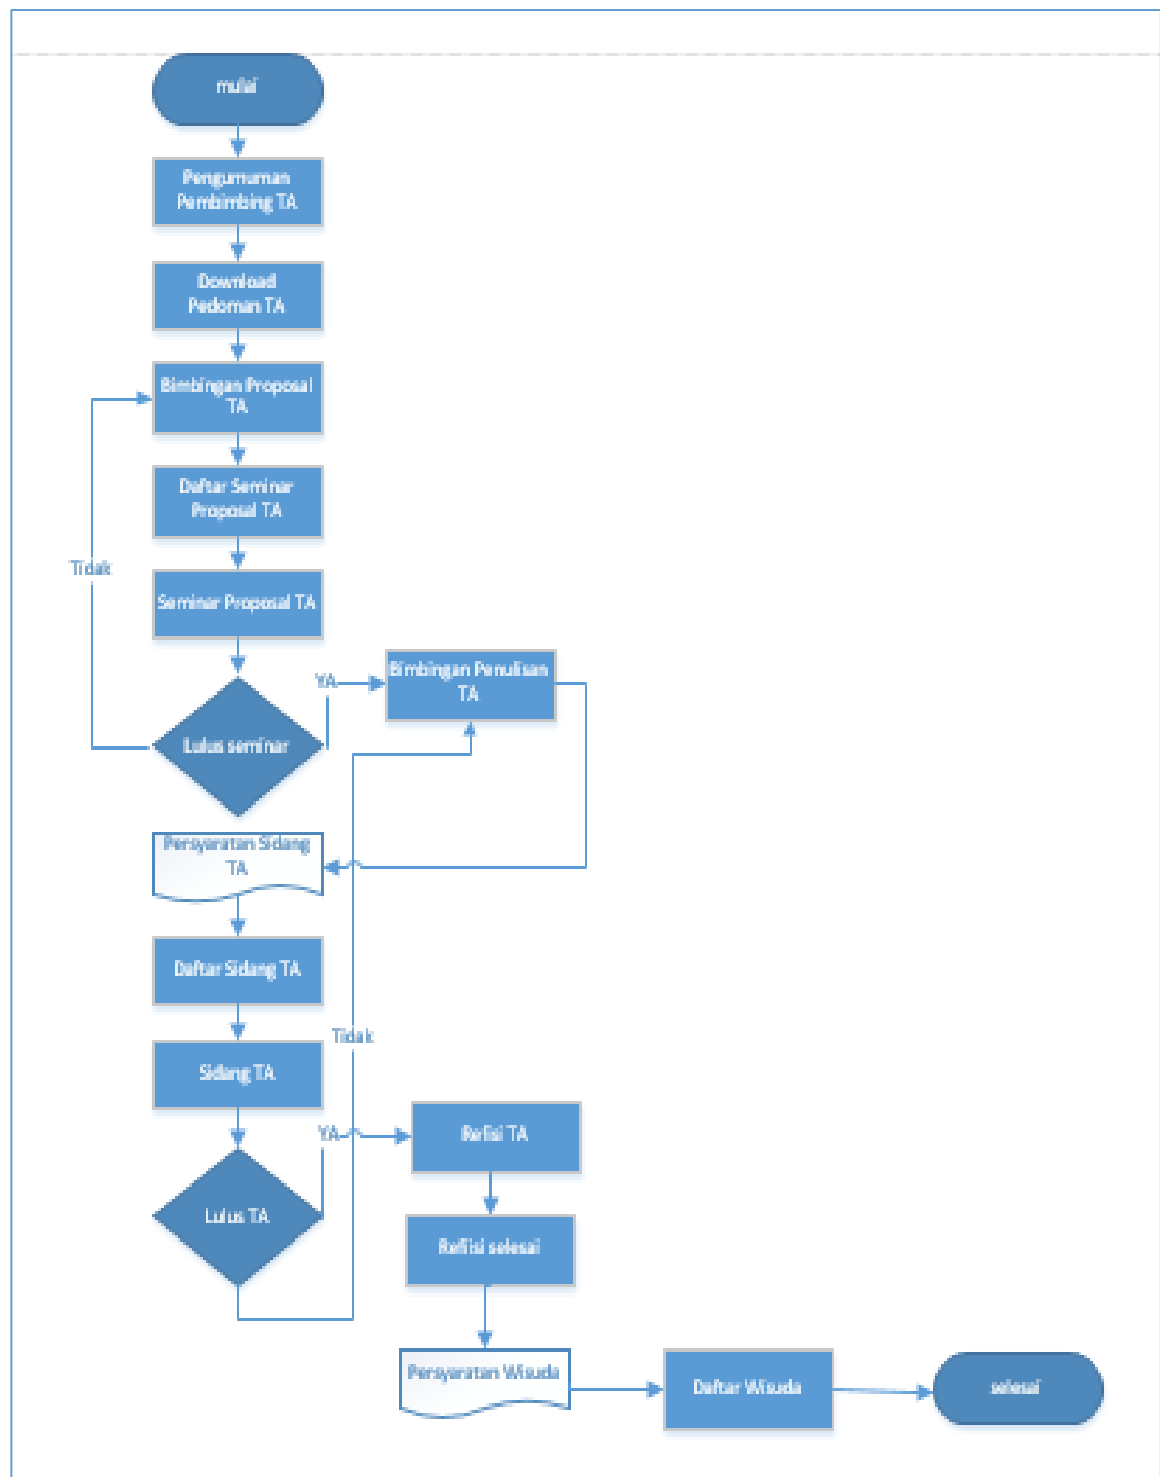 mulai
Pengumuman
Pembimbing TA
Download
Pedoman TA
Bimbingan Proposal
TA
Daftar Seminar
Proposal TA
Tidak
Seminar Proposal TA
YA
Bimbingan Penulisan
TA
Lulus seminar
Persyaratan Sidang
TA
Daftar Sidang TA
Tidak
Sidang TA
YA
Refisi TA
Lulus TA
Refiisi selesai
Persyaratan Wisuda
Daftar Wisuda
selesai